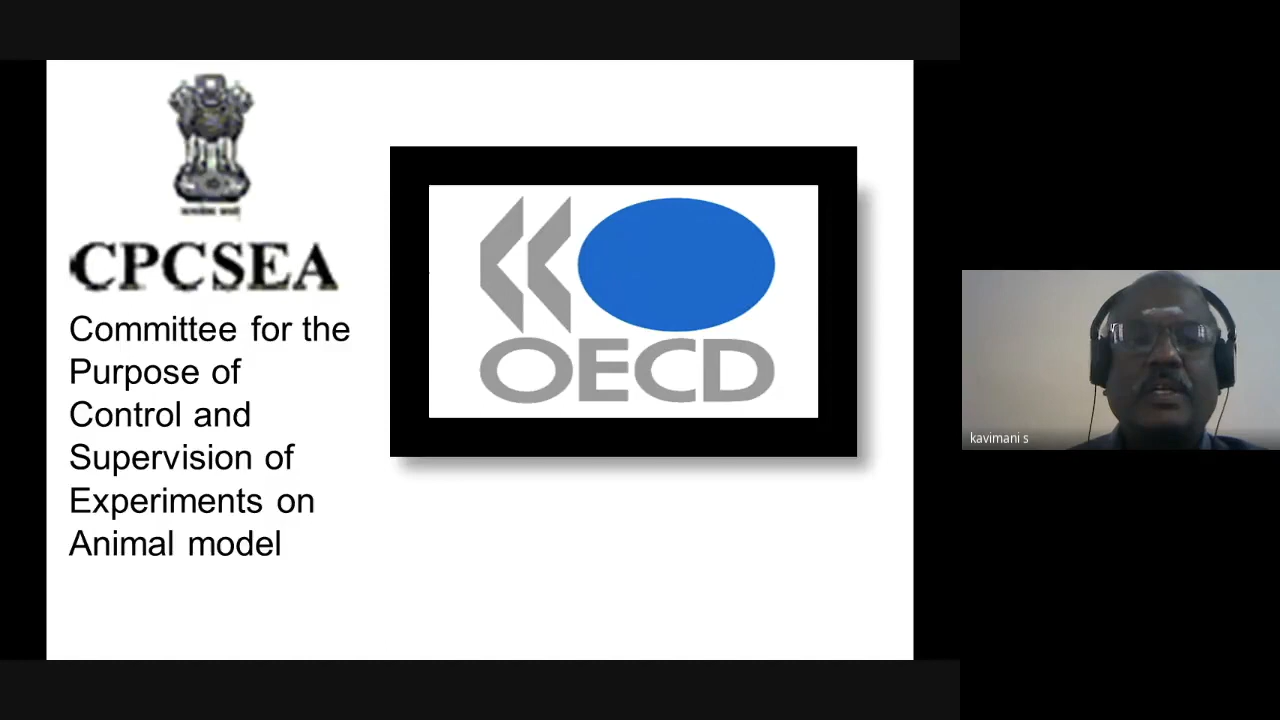 CPCSEA
Committee for the
Purpose of
Control and
Supervision of
Experiments on
Animal model
OECD
kavimani s